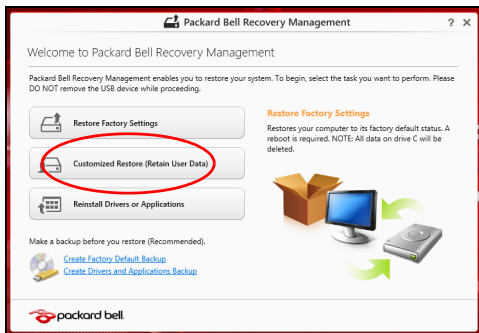 Packard Bell Recovery Management ? X
Welcome to Packard Bell Recovery Management
Packard Bell Recovery Management enables you to restore your system. To begin, select the task you want to perform. Please
DO NOT remove the USB device while proceeding.
Restore Factory Settings
Customized Restore (Retain User Data)
Reinstall Drivers or Applications
Restore Factory Settings
Restores your computer to its factory default status. A
reboot is required. NOTE: All data on drive C will be
deleted.
Make a backup before you restore (Recommended).
Create Factory Default Backup
Create Drivers and Applications Backup
packard bell.